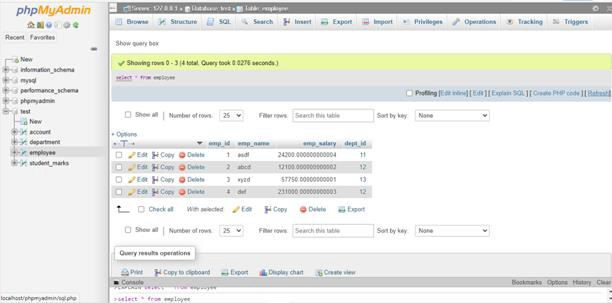 phpMyAdmin
Recent Favorites
New
information_schema
mysql
performance_schema
phpmyadmin
test
New
account
department
employee
student_marks
localhost/phpmyadmin/sql.php
Server: 127.0.0.1 » Database: test » Table: employee
Browse Structure SQL Search Insert Export Import Privileges Operations Tracking Triggers
Show query box
Showing rows 0 - 3 (4 total, Query took 0.0276 seconds.)
select * from employee
Profiling [Edit inline] [ Edit ] [ Explain SQL ] [ Create PHP code ] [ Refresh]
Show all Number of rows: 25 Filter rows: Search this table Sort by key: None
+ Options
emp_id emp_name emp_salary dept_id
Edit Copy Delete 1 asdf 24200.000000000004 11
Edit Copy Delete 2 abcd 12100.000000000002 12
Edit Copy Delete 3 xyzd 57750.00000000001 13
Edit Copy Delete 4 def 231000.00000000003 12
Check all With selected: Edit Copy Delete Export
Show all Number of rows: 25 Filter rows: Search this table Sort by key: None
Query results operations
Print Copy to clipboard Export Display chart Create view
Console Bookmarks Options History Clear
>select * from employee